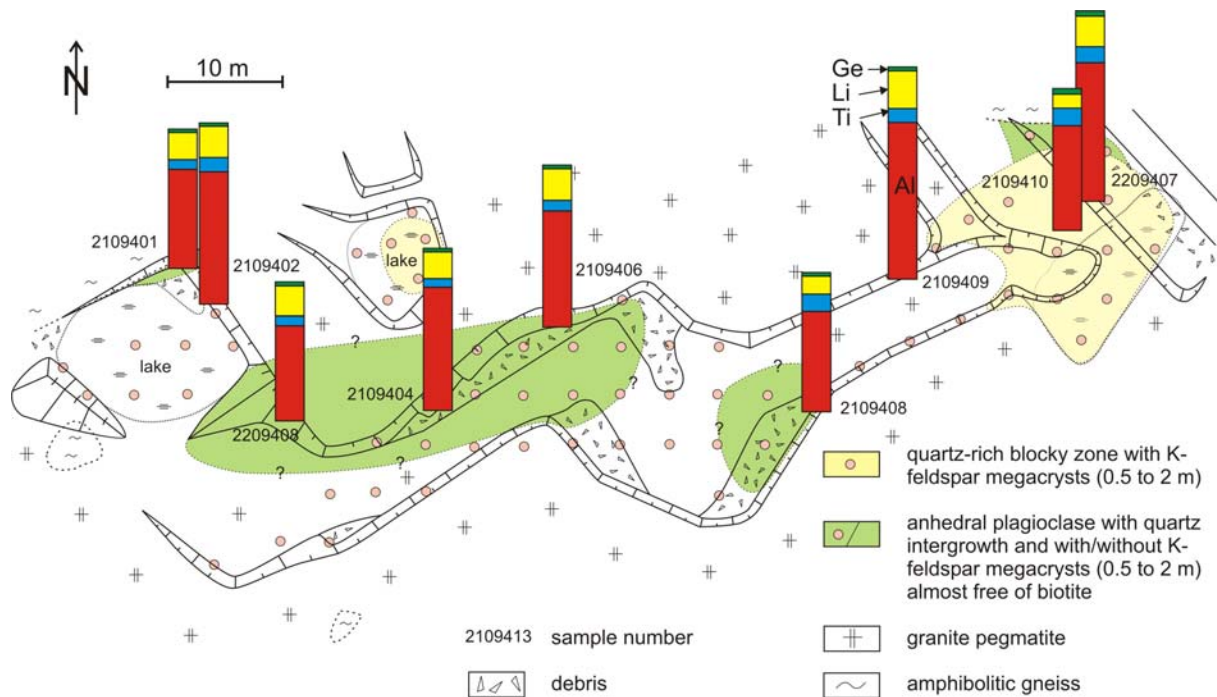 N
10 m
Ge
Li
Ti
Al
2109401
2109402
2209408
lake
lake
2109404
2109406
2109410
2209407
2109409
2109408
?
?
?
?
?
?
?
quartz-rich blocky zone with K-
feldspar megacrysts (0.5 to 2 m)
anhedral plagioclase with quartz
intergrowth and with/without K-
feldspar megacrysts (0.5 to 2 m)
almost free of biotite
2109413 sample number
granite pegmatite
debris
amphibolitic gneiss